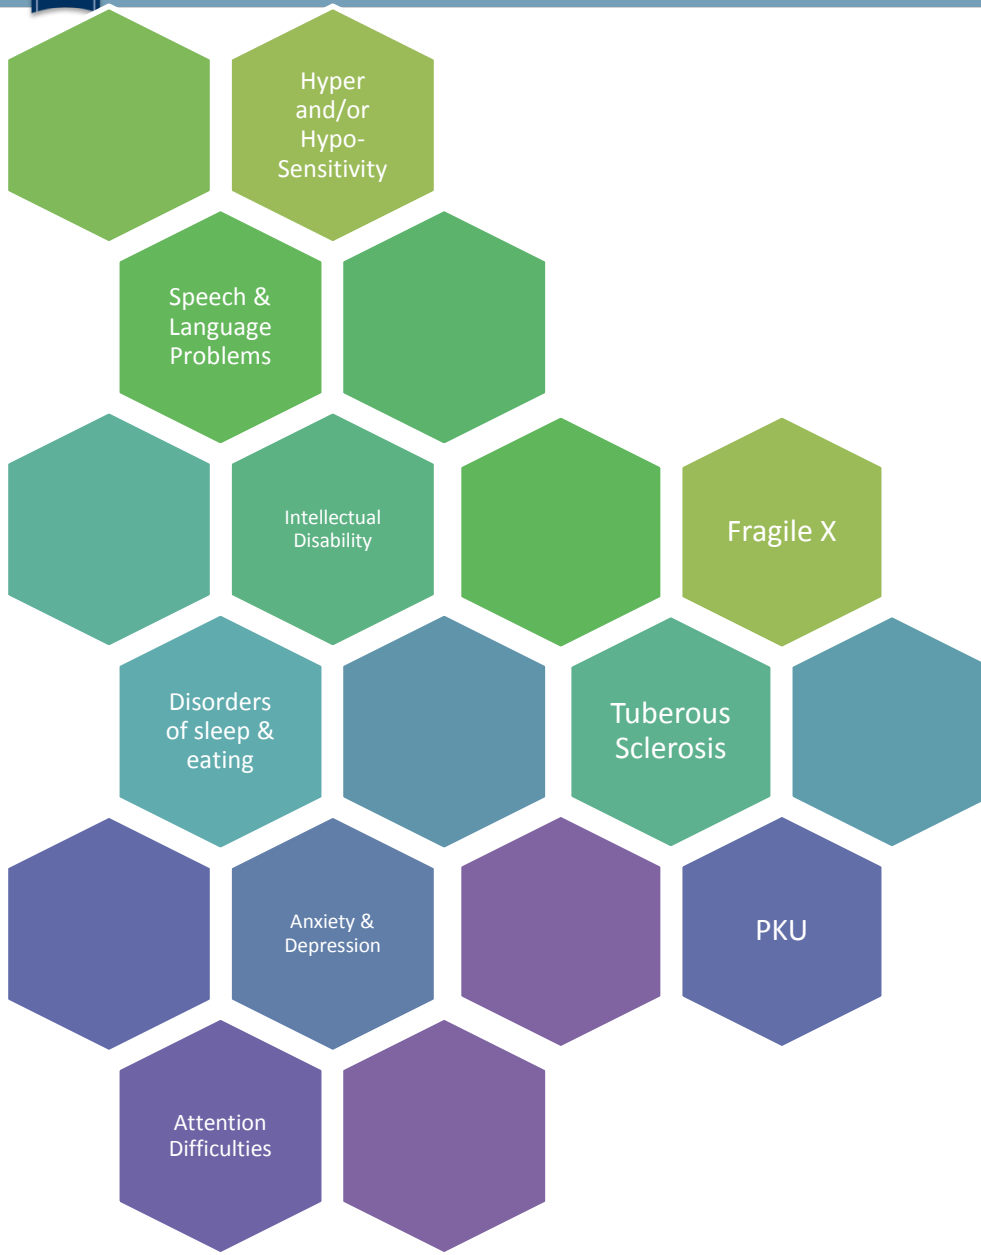 Hyper
and/or
Hypo-
Sensitivity
Speech &
Language
Problems
Intellectual
Disability
Fragile X
Disorders
of sleep &
eating
Tuberous
Sclerosis
Anxiety &
Depression
PKU
Attention
Difficulties